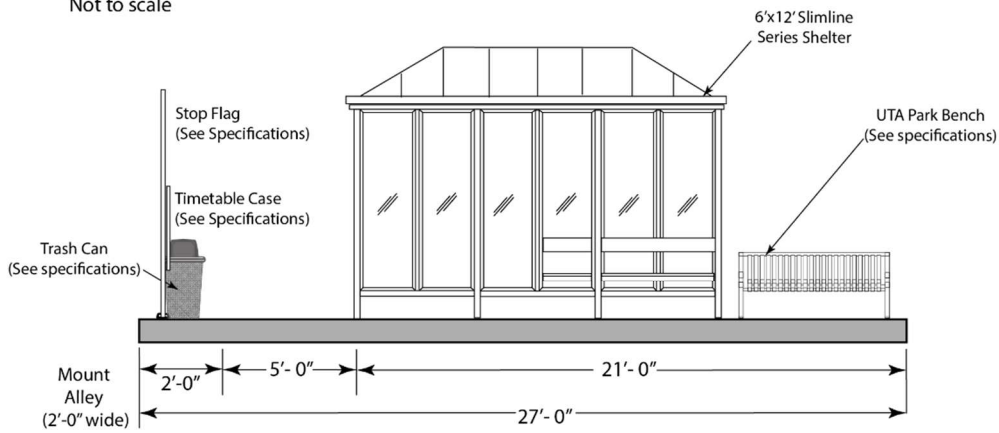 Not to scale
6'x12' Slimline
Series Shelter
Stop Flag
(See Specifications)
UTA Park Bench
(See specifications)
Timetable Case
(See Specifications)
Trash Can
(See specifications)
2'-0"
5'- 0"
21'- 0"
Mount
Alley
(2'-0" wide)
27'- 0"